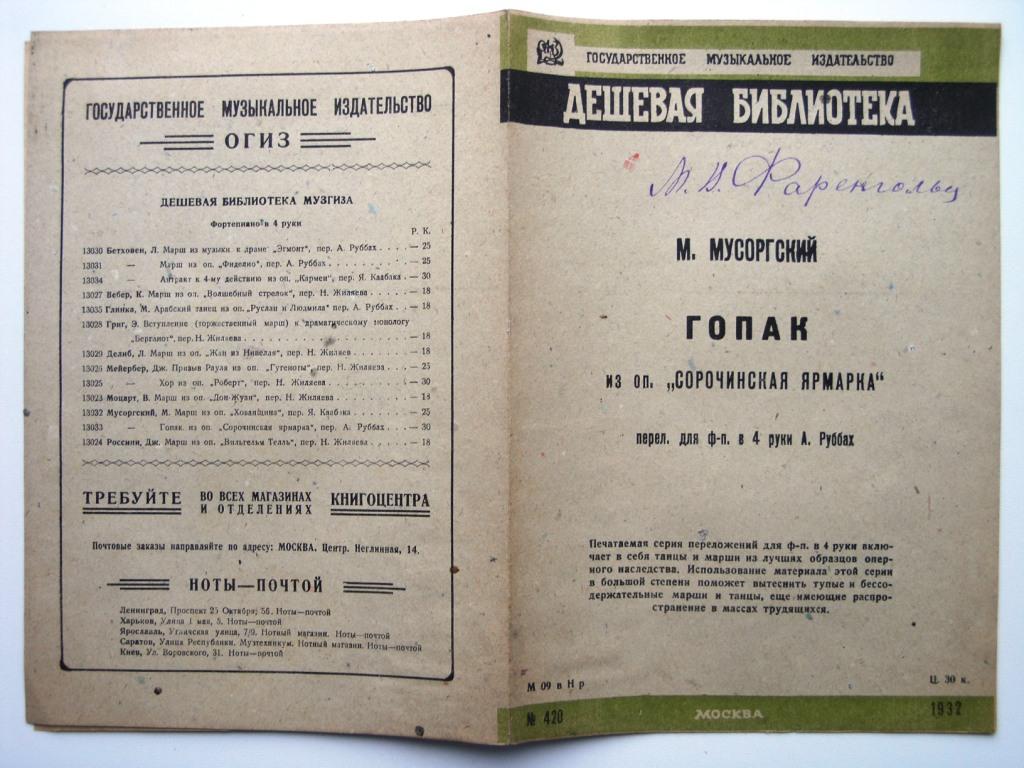 ГОСУДАРСТВЕННОЕ МУЗЫКАЛЬНОЕ ИЗДАТЕЛЬСТВО
ОГИЗ
ДЕШЕВАЯ БИБЛИОТЕКА МУЗГИЗА
Фортепиано в 4 руки
Р. К.
13030 Бетховен, Л. Марш из музыки к драме „Эгмонт", пер. А. Руббах — 25
13031 — Марш из оп. „Фиделио", пер. А. Руббах — 25
13034 — Антракт к 4-му действию из оп. „Кармен", пер. Я. Кадбака — 30
13027 Вебер, К. Марш из оп. „Волшебный стрелок", пер. Н. Жиляева — 18
13035 Глинка, М. Арабский танец из оп. „Руслан и Людмила" пер. А. Руббах — 18
13028 Григ, Э. Вступление (торжественный марш) к драматическому монологу
„Берглиот", пер. Н. Жиляева — 18
13029 Делиб, Л. Марш из оп. „Жан из Нивелля", пер. Н. Жиляев — 18
13026 Мейербер, Дж. Призыв Рауля из оп. „Гугеноты", пер. Н. Жиляева — 25
13025 — Хор из оп. „Роберт", пер. Н. Жиляева — 30
13023 Моцарт, В. Марш из оп. „Дон-Жуан", пер. Н. Жиляева — 18
13032 Мусоргский, М. Марш из оп. „Хованщина", пер. Я. Кадбака — 25
13033 — Гопак из оп. „Сорочинская ярмарка", пер. А. Руббах — 30
13024 Россини, Дж. Марш из оп. „Вильгельм Телль", пер. Н. Жиляева — 18
ТРЕБУЙТЕ ВО ВСЕХ МАГАЗИНАХ И ОТДЕЛЕНИЯХ КНИГОЦЕНТРА
Почтовые заказы направляйте по адресу: МОСКВА. Центр. Неглинная, 14.
НОТЫ—ПОЧТОЙ
Ленинград, Проспект 25 Октября, 56. Ноты—почтой
Харьков, Улица 1 мая, 5. Ноты—почтой
Ярославль, Угличская улица, 7/9. Нотный магазин. Ноты—почтой
Саратов, Улица Республики. Музтехникум. Нотный магазин. Ноты—почтой
Киев, Ул. Воровского, 31. Ноты—почтой
ГОСУДАРСТВЕННОЕ МУЗЫКАЛЬНОЕ ИЗДАТЕЛЬСТВО
ДЕШЕВАЯ БИБЛИОТЕКА
М. В. Фаренгольц
М. МУСОРГСКИЙ
ГОПАК
ИЗ ОП. „СОРОЧИНСКАЯ ЯРМАРКА"
перел. для ф-п. в 4 руки А. Руббах
Печатаемая серия переложений для ф-п. в 4 руки вклю-
чает в себя танцы и марши из лучших образцов опер-
ного наследства. Использование материала этой серии
в большой степени поможет вытеснить тупые и бессо-
держательные марши и танцы, еще имеющие распро-
странение в массах трудящихся.
М 09 в Н р
Ц. 30 к.
№ 420
МОСКВА
1932